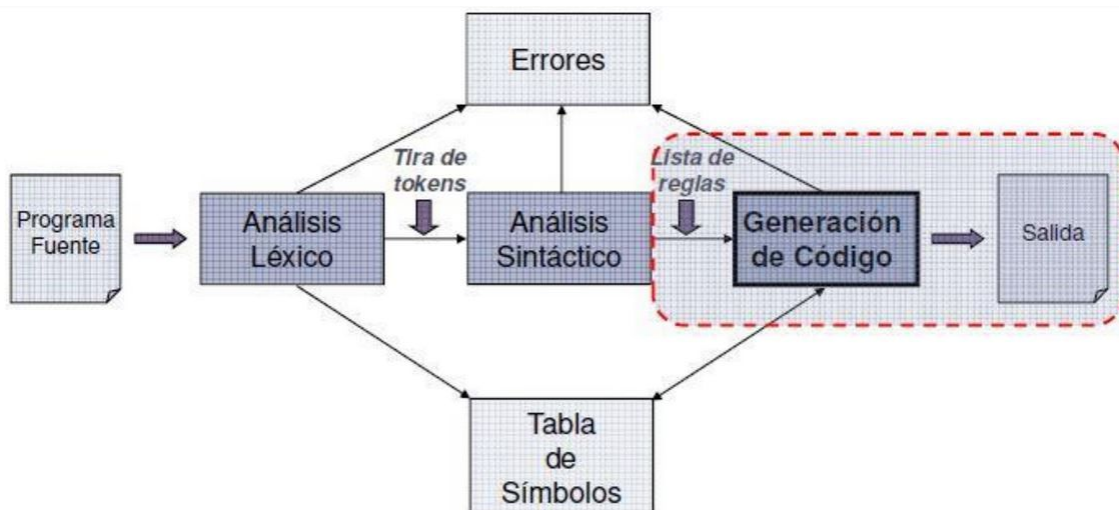 Errores
Tira de
tokens
Lista de
reglas
Programa
Fuente
Análisis
Léxico
Análisis
Sintáctico
Generación
de Código
Salida
Tabla
de
Símbolos